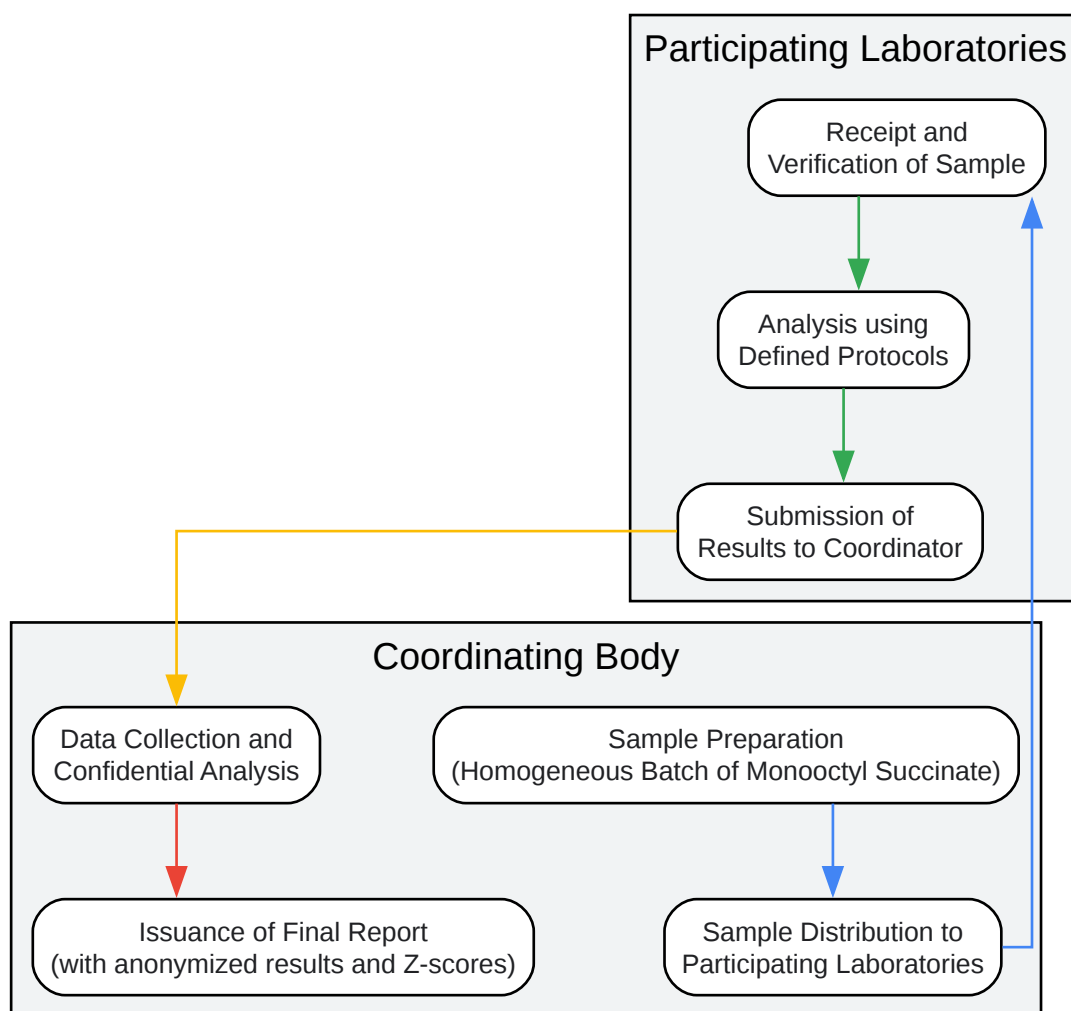 Participating Laboratories
Receipt and
Verification of Sample
Analysis using
Defined Protocols
Submission of
Results to Coordinator
Coordinating Body
Data Collection and
Confidential Analysis
Sample Preparation
(Homogeneous Batch of Monooctyl Succinate)
Issuance of Final Report
(with anonymized results and Z-scores)
Sample Distribution to
Participating Laboratories